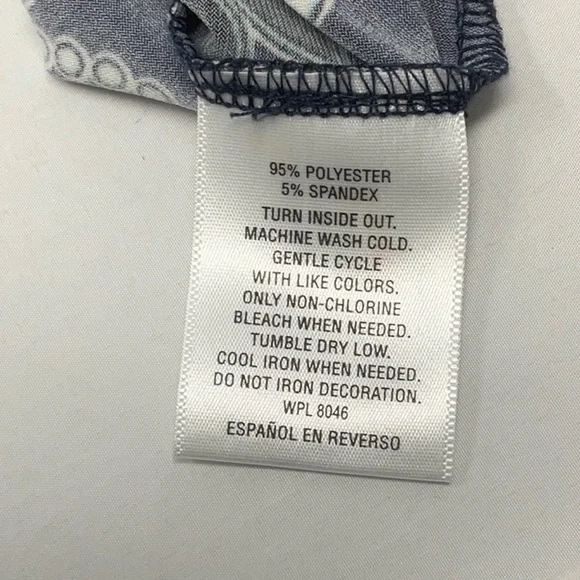 95% POLYESTER
5% SPANDEX
TURN INSIDE OUT.
MACHINE WASH COLD.
GENTLE CYCLE
WITH LIKE COLORS.
ONLY NON-CHLORINE
BLEACH WHEN NEEDED.
TUMBLE DRY LOW.
COOL IRON WHEN NEEDED.
DO NOT IRON DECORATION.
WPL 8046
ESPAÑOL EN REVERSO